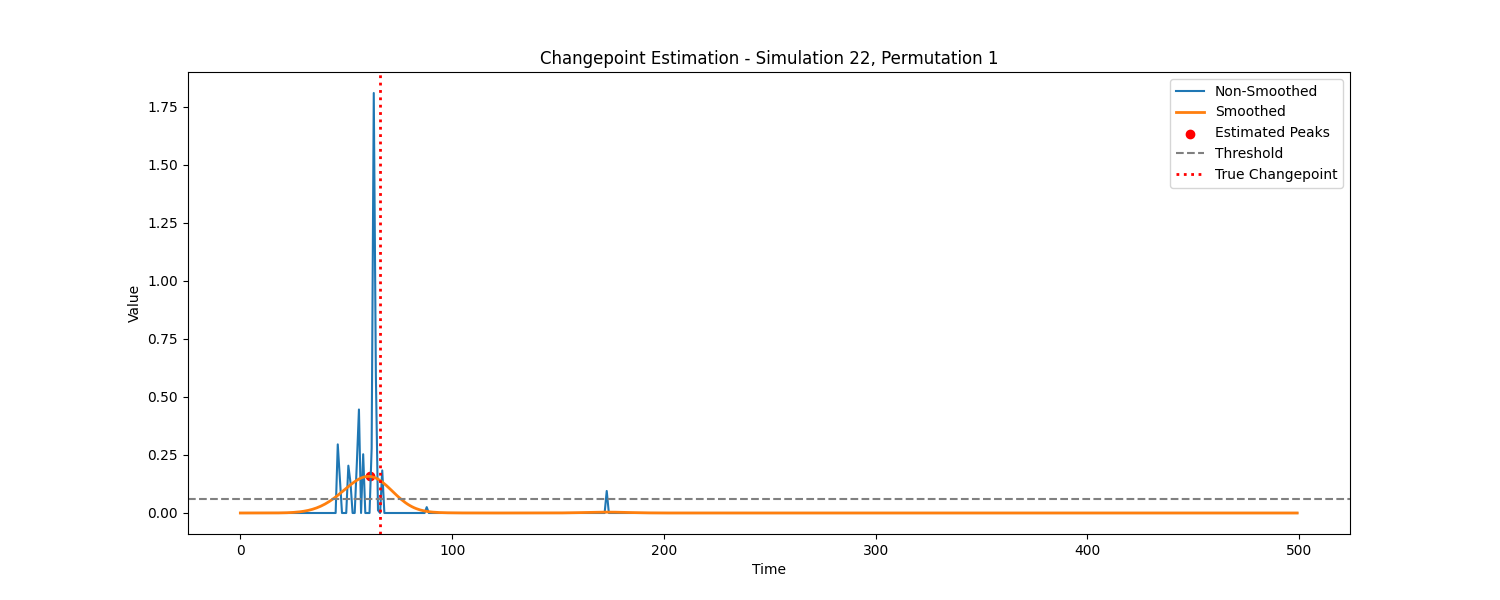 Changepoint Estimation - Simulation 22, Permutation 1
Value
1.75
1.50
1.25
1.00
0.75
0.50
0.25
0.00
Non-Smoothed
Smoothed
Estimated Peaks
Threshold
True Changepoint
0 100 200 300 400 500
Time